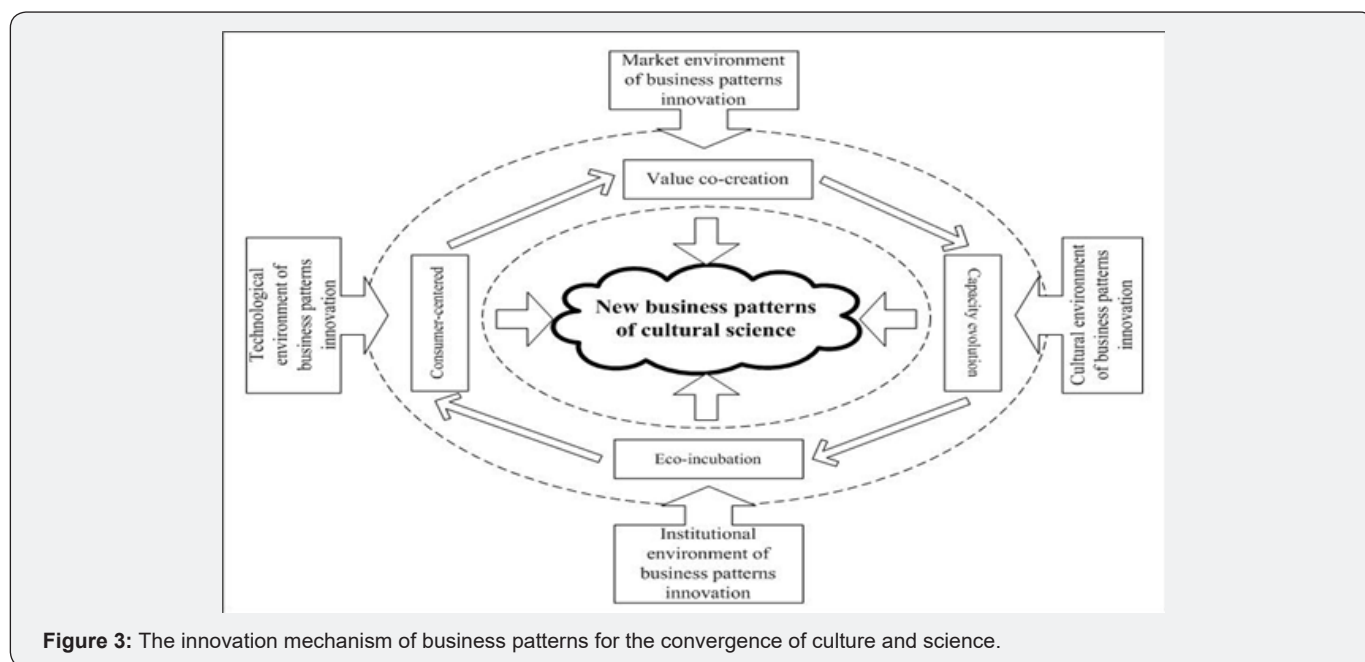 Market environment
of business patterns
innovation
Value co-creation
Technological
environment of
business patterns
innovation
Consumer-centered
New business patterns
of cultural science
Capacity evolution
Cultural environment
of business patterns
innovation
Eco-incubation
Institutional
environment of
business patterns
innovation
Figure 3: The innovation mechanism of business patterns for the convergence of culture and science.